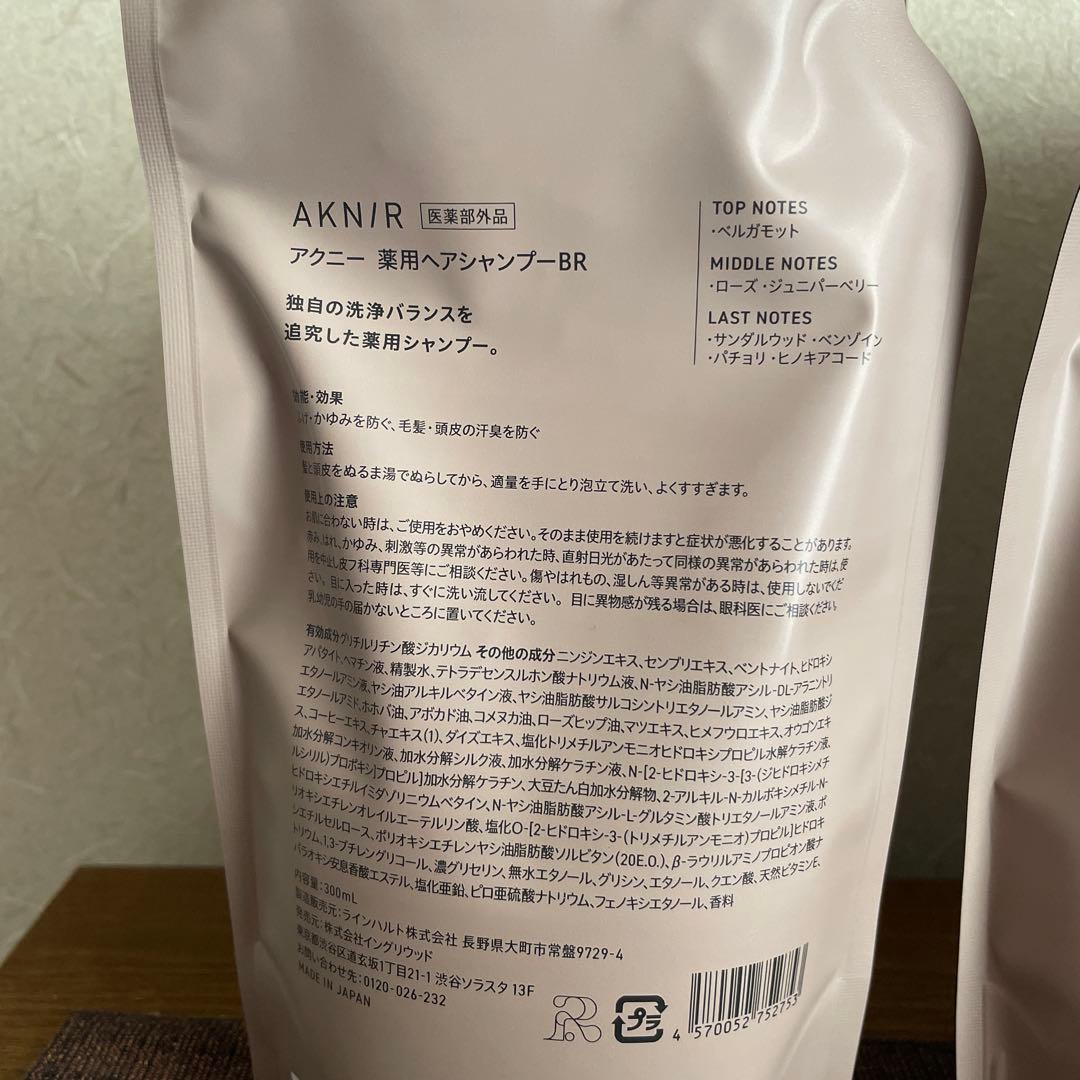 AKNIR 医薬部外品
アクニー 薬用ヘアシャンプーBR
独自の洗浄バランスを
追究した薬用シャンプー。
TOP NOTES
・ベルガモット
MIDDLE NOTES
・ローズ・ジュニパーベリー
LAST NOTES
・サンダルウッド・ベンゾイン
・パチョリ・ヒノキアコード
効能・効果
ふけ・かゆみを防ぐ、毛髪・頭皮の汗臭を防ぐ
使用方法
髪と頭皮をぬるま湯でぬらしてから、適量を手にとり泡立て洗い、よくすすぎます。
使用上の注意
お肌に合わない時は、ご使用をおやめください。そのまま使用を続けますと症状が悪化することがあります。
赤み、はれ、かゆみ、刺激等の異常があらわれた時、直射日光があたって同様の異常があらわれた時は、使
用を中止し皮フ科専門医等にご相談ください。傷やはれもの、湿しん等異常がある時は、使用しないでくだ
さい。目に入った時は、すぐに洗い流してください。目に異物感が残る場合は、眼科医にご相談ください。
乳幼児の手の届かないところに置いてください。
有効成分グリチルリチン酸ジカリウム その他の成分 ニンジンエキス、センブリエキス、ベントナイト、ヒドロキシ
アパタイト、ヘマチン液、精製水、テトラデセンスルホン酸ナトリウム液、N-ヤシ油脂肪酸アシル-DL-アラニントリ
エタノールアミン液、ヤシ油アルキルベタイン液、ヤシ油脂肪酸サルコシントリエタノールアミン、ヤシ油脂肪酸ジ
エタノールアミド、ホホバ油、アボカド油、コメヌカ油、ローズヒップ油、マツエキス、ヒメフウロエキス、オウゴンエキ
ス、コーヒーエキス、チャエキス(1)、ダイズエキス、塩化トリメチルアンモニオヒドロキシプロピル加水分解ケラチン液、
加水分解コンキオリン液、加水分解シルク液、加水分解ケラチン液、N-[2-ヒドロキシ-3-[3-(ジヒドロキシメチ
ルシリル)プロポキシ]プロピル]加水分解ケラチン、大豆たん白加水分解物、2-アルキル-N-カルボキシメチル-N-
ヒドロキシエチルイミダゾリニウムベタイン、N-ヤシ油脂肪酸アシル-L-グルタミン酸トリエタノールアミン液、ポ
リオキシエチレンオレイルエーテルリン酸、塩化O-[2-ヒドロキシ-3-(トリメチルアンモニオ)プロピル]ヒドロキ
シエチルセルロース、ポリオキシエチレンヤシ油脂肪酸ソルビタン(20E.O.)、β-ラウリルアミノプロピオン酸ナ
トリウム、1,3-ブチレングリコール、濃グリセリン、無水エタノール、グリシン、エタノール、クエン酸、天然ビタミンE、
パラオキシ安息香酸エステル、塩化亜鉛、ピロ亜硫酸ナトリウム、フェノキシエタノール、香料
内容量:300mL
製造販売元:ラインハルト株式会社 長野県大町市常盤9729-4
発売元:株式会社イングリウッド
東京都渋谷区道玄坂1丁目21-1 渋谷ソラスタ 13F
お問い合わせ先:0120-026-232
MADE IN JAPAN
プラ
4 570052 752753